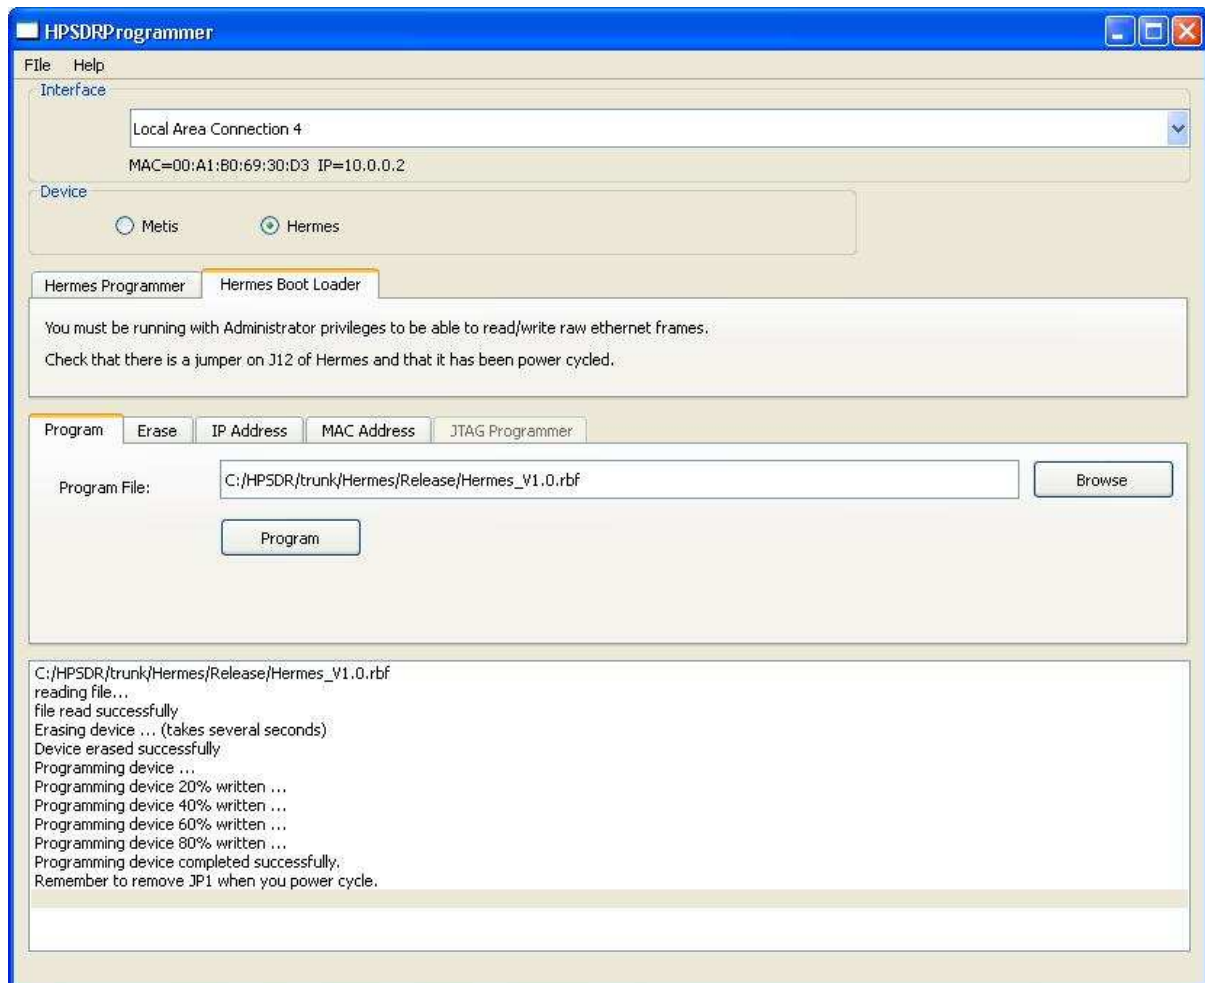 HPSDRProgrammer
FIle Help
Interface
Local Area Connection 4
MAC=00:A1:B0:69:30:D3 IP=10.0.0.2
Device
Metis Hermes
Hermes Programmer Hermes Boot Loader
You must be running with Administrator privileges to be able to read/write raw ethernet frames.
Check that there is a jumper on J12 of Hermes and that it has been power cycled.
Program Erase IP Address MAC Address JTAG Programmer
Program File: C:/HPSDR/trunk/Hermes/Release/Hermes_V1.0.rbf Browse
Program
C:/HPSDR/trunk/Hermes/Release/Hermes_V1.0.rbf
reading file...
file read successfully
Erasing device ... (takes several seconds)
Device erased successfully
Programming device ...
Programming device 20% written ...
Programming device 40% written ...
Programming device 60% written ...
Programming device 80% written ...
Programming device completed successfully.
Remember to remove JP1 when you power cycle.